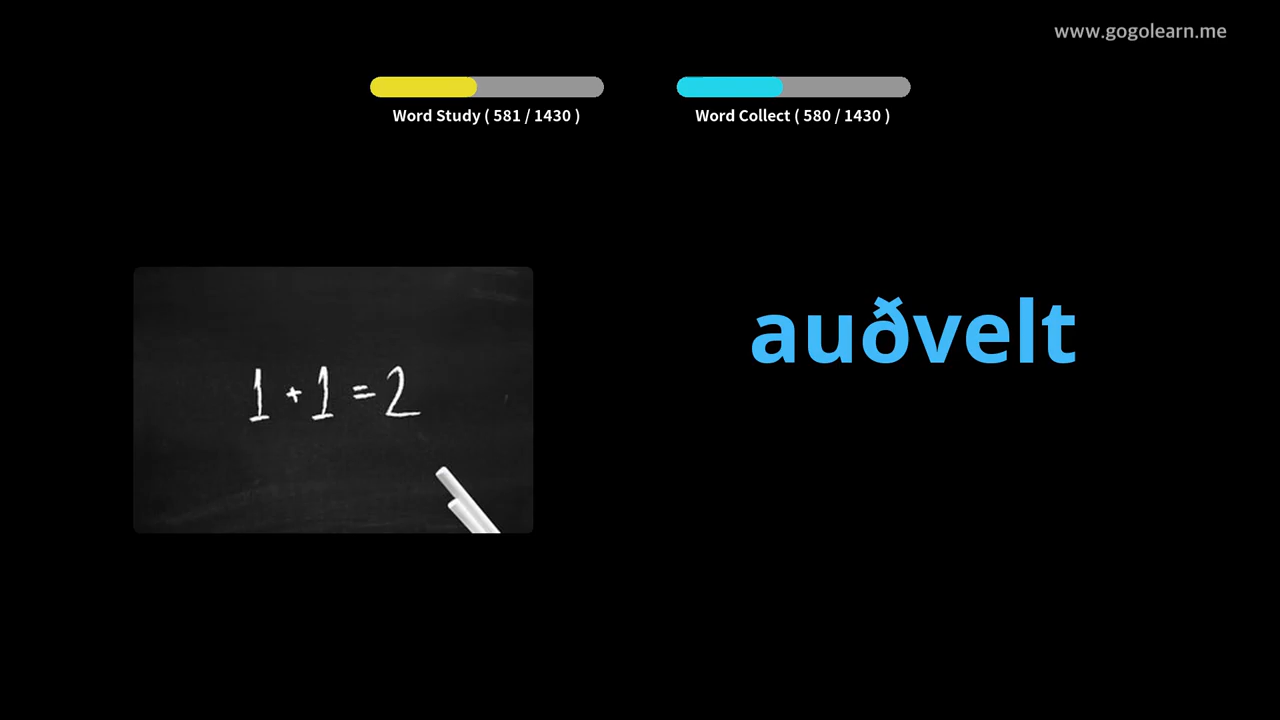 www.gogolearn.me
Word Study ( 581 / 1430 )
Word Collect ( 580 / 1430 )
auðvelt
1 + 1 = 2